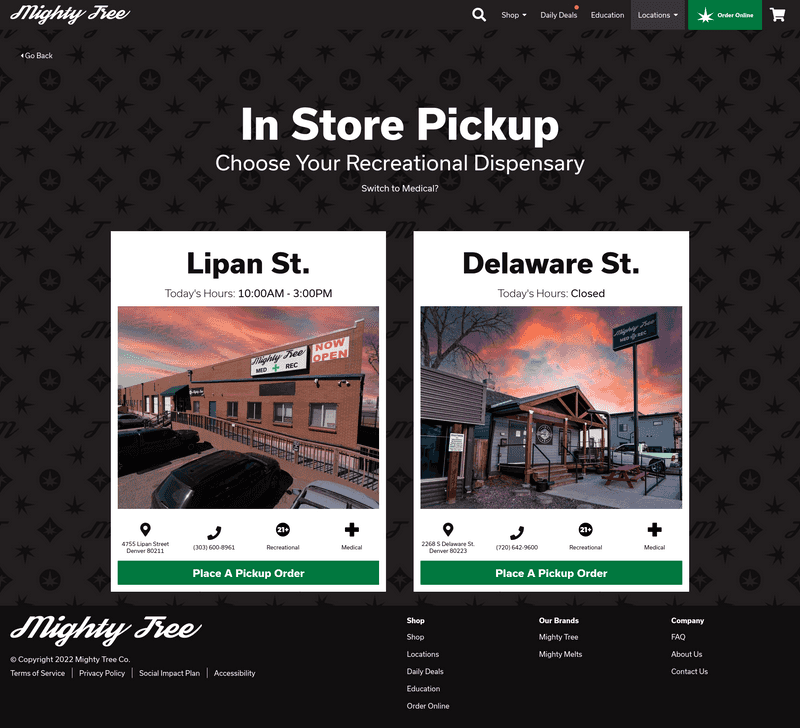 Mighty Tree
Shop
Daily Deals
Education
Locations
Order Online
Go Back
In Store Pickup
Choose Your Recreational Dispensary
Switch to Medical?
Lipan St.
Today's Hours: 10:00AM - 3:00PM
Mighty Tree
MED REC
NOW
OPEN
4755 Lipan Street
Denver 80211
(303) 600-8961
21+
Recreational
Medical
Place A Pickup Order
Delaware St.
Today's Hours: Closed
Mighty Tree
MED REC
2268 S Delaware St.
Denver 80223
(720) 642-9600
21+
Recreational
Medical
Place A Pickup Order
Mighty Tree
© Copyright 2022 Mighty Tree Co.
Terms of Service
Privacy Policy
Social Impact Plan
Accessibility
Shop
Shop
Locations
Daily Deals
Education
Order Online
Our Brands
Mighty Tree
Mighty Melts
Company
FAQ
About Us
Contact Us